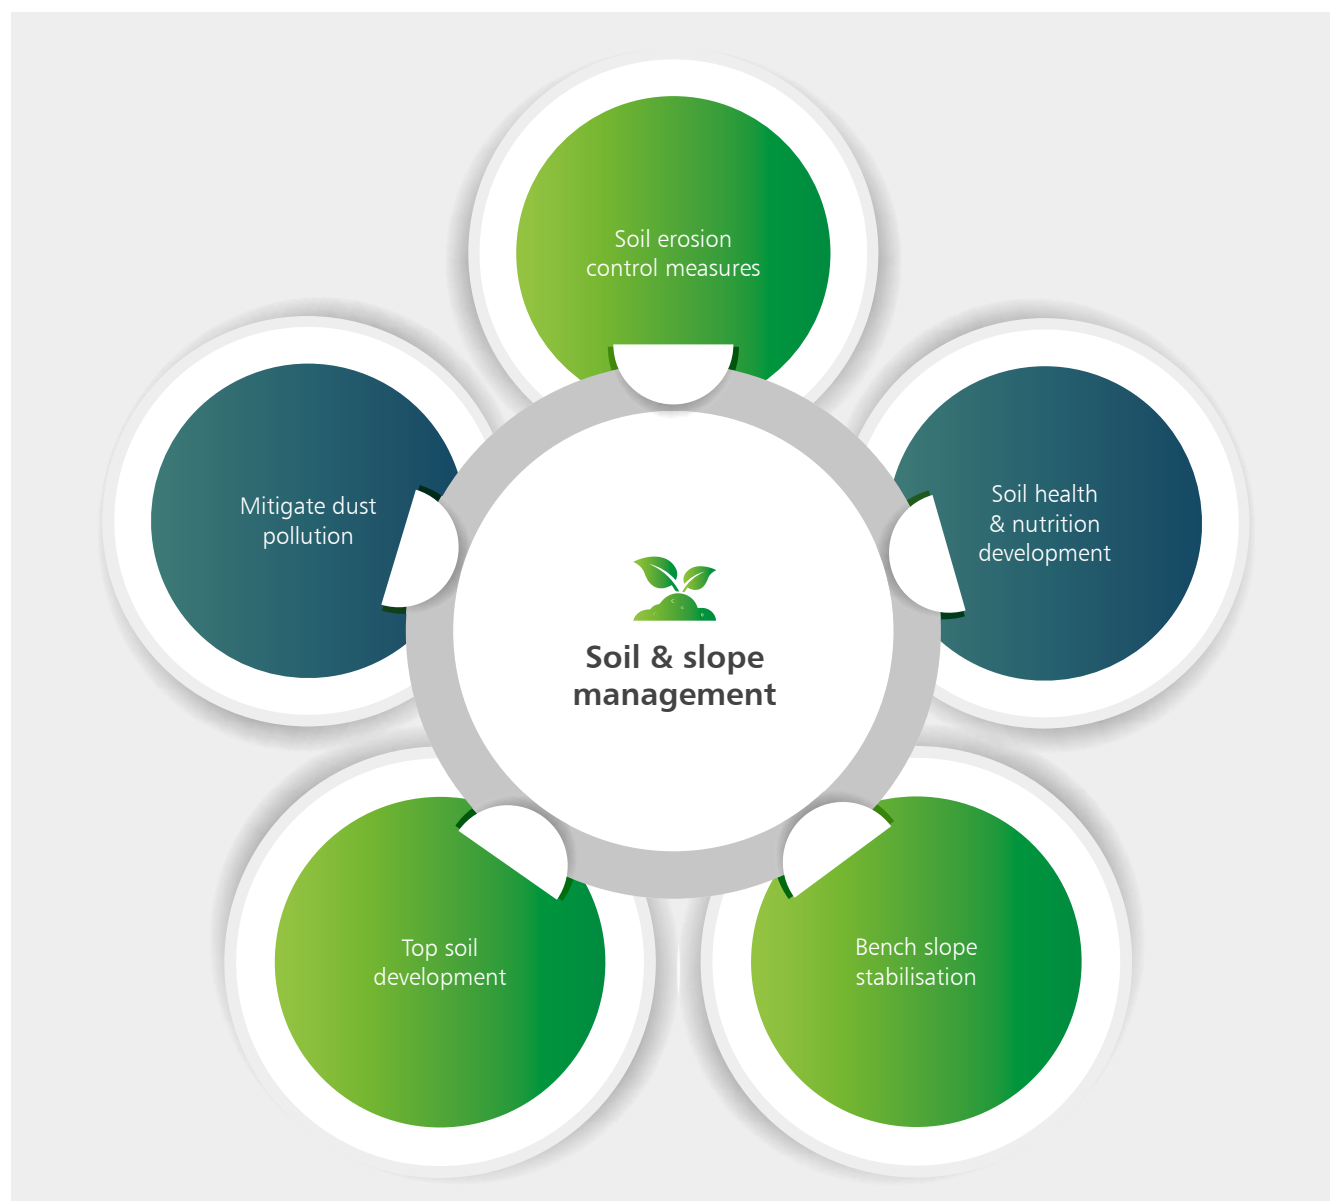 Soil erosion
control measures
Mitigate dust
pollution
Soil health
& nutrition
development
Soil & slope
management
Top soil
development
Bench slope
stabilisation